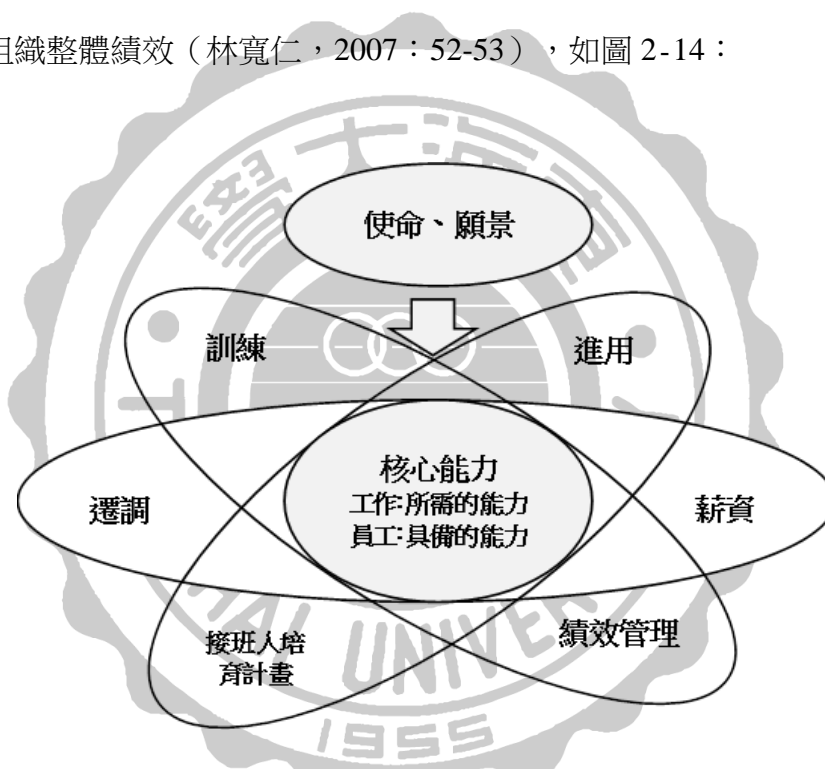 組織整體績效（林寬仁，2007：52-53），如圖 2-14：
使命、願景
訓練
進用
核心能力
工作:所需的能力
員工:具備的能力
遷調
薪資
接班人培
育計畫
績效管理
1955